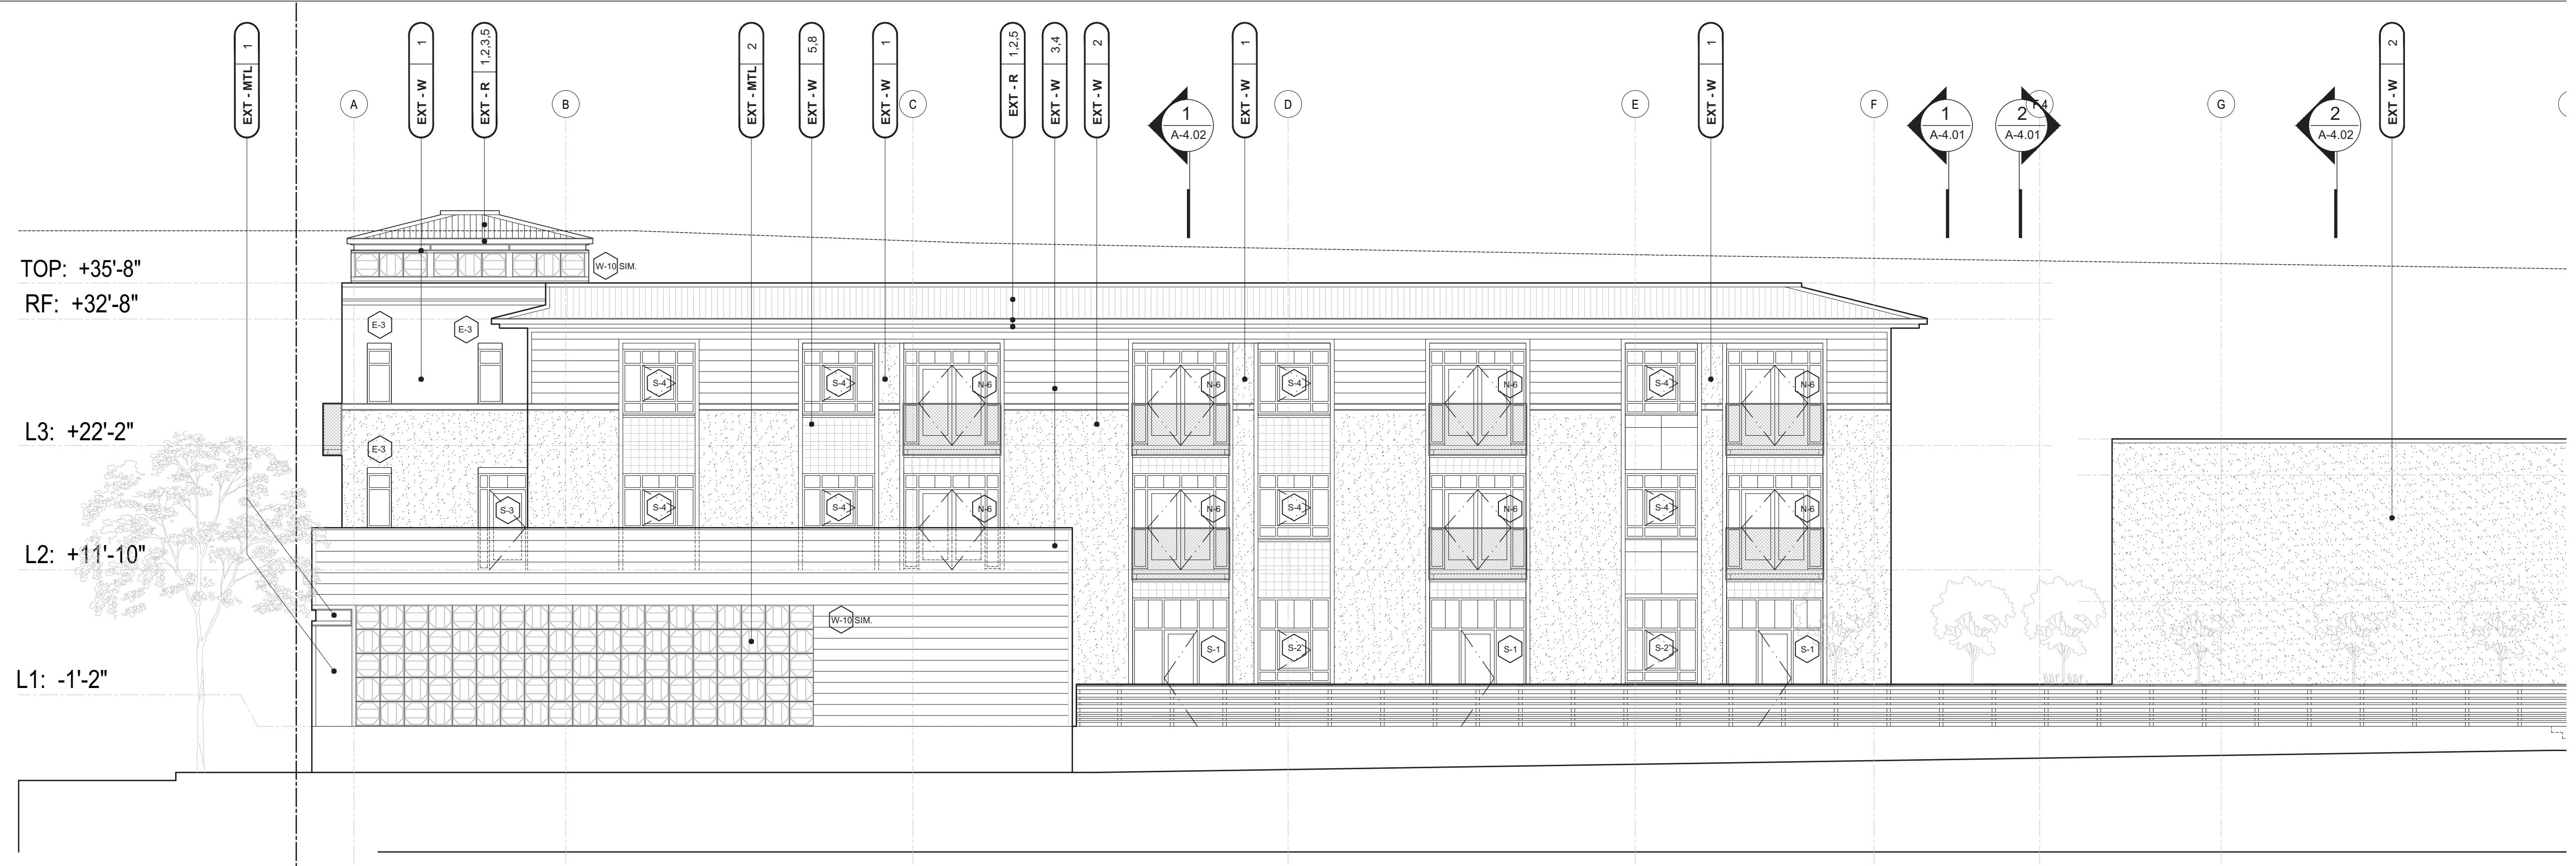 EXT - MTL 1
EXT - W 1
EXT - R 1,2,3,5
EXT - MTL 2
EXT - W 5,8
EXT - W 1
EXT - R 1,2,5
EXT - W 3,4
EXT - W 2
EXT - W 1
EXT - W 1
EXT - W 2
A
B
C
D
E
F
F.4
G
1
A-4.02
1
A-4.01
2
A-4.01
2
A-4.02
TOP: +35'-8"
W-10 SIM.
RF: +32'-8"
E-3
E-3
S-4
S-4
N-6
N-6
S-4
N-6
S-4
N-6
L3: +22'-2"
E-3
S-3
S-4
S-4
N-6
N-6
S-4
N-6
S-4
N-6
L2: +11'-10"
W-10 SIM.
S-1
S-2
S-1
S-2
S-1
L1: -1'-2"